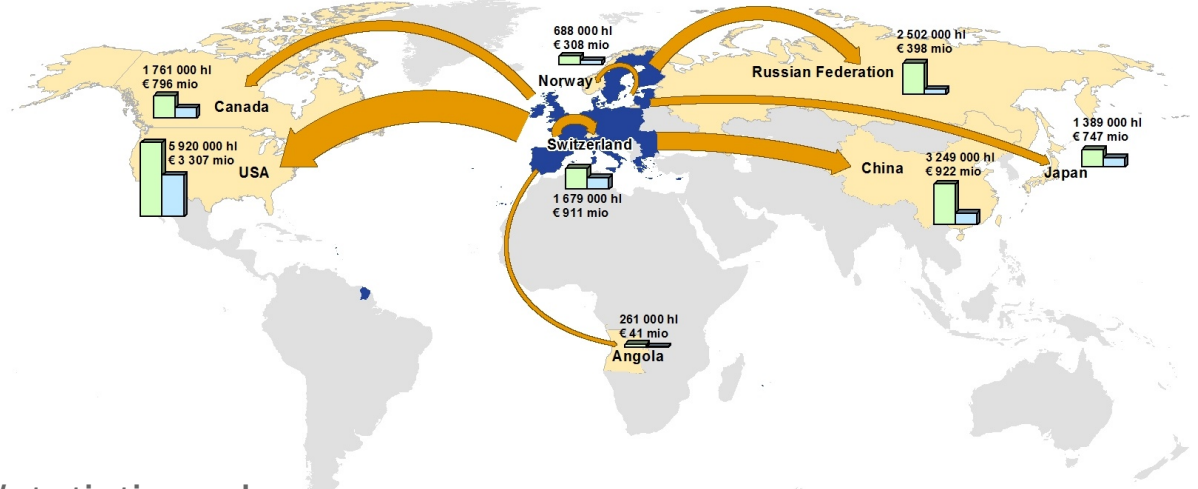 688 000 hl
€ 308 mio
Norway
2 502 000 hl
€ 398 mio
Russian Federation
1 761 000 hl
€ 796 mio
Canada
5 920 000 hl
€ 3 307 mio
USA
Switzerland
1 679 000 hl
€ 911 mio
China
3 249 000 hl
€ 922 mio
1 389 000 hl
€ 747 mio
Japan
261 000 hl
€ 41 mio
Angola